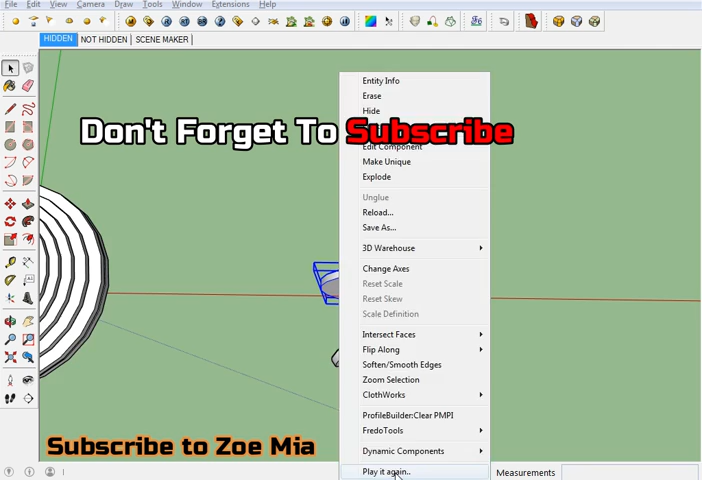 File Edit View Camera Draw Tools Window Extensions Help
HIDDEN NOT HIDDEN SCENE MAKER
Entity Info
Erase
Hide
Don't Forget To Subscribe
Edit Component
Make Unique
Explode
Unglue
Reload...
Save As...
3D Warehouse
Change Axes
Reset Scale
Reset Skew
Scale Definition
Intersect Faces
Flip Along
Soften/Smooth Edges
Zoom Selection
ClothWorks
ProfileBuilder:Clear PMPI
FredoTools
Subscribe to Zoe Mia
Dynamic Components
Play it again..
Measurements